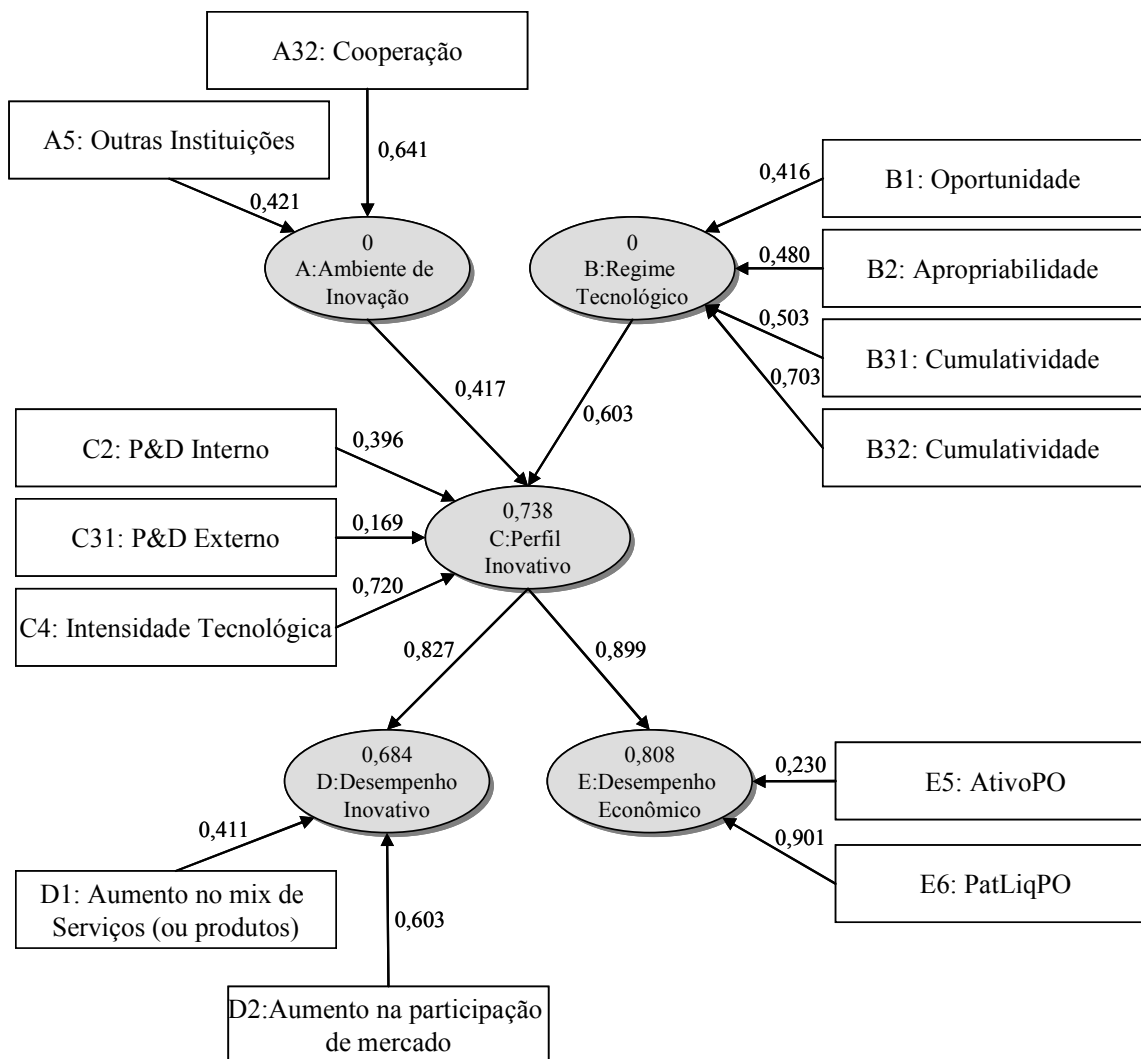 A32: Cooperação
A5: Outras Instituições
0,641
0,421
0,416
B1: Oportunidade
0
A:Ambiente de
Inovação
0
B:Regime
Tecnológico
0,480
B2: Apropriabilidade
0,503
B31: Cumulatividade
0,703
B32: Cumulatividade
0,417
0,603
C2: P&D Interno
0,396
C31: P&D Externo
0,169
0,738
C:Perfil
Inovativo
0,720
C4: Intensidade Tecnológica
0,827
0,899
0,684
D:Desempenho
Inovativo
0,808
E:Desempenho
Econômico
0,230
E5: AtivoPO
0,411
0,901
E6: PatLiqPO
D1: Aumento no mix de
Serviços (ou produtos)
0,603
D2:Aumento na participação
de mercado